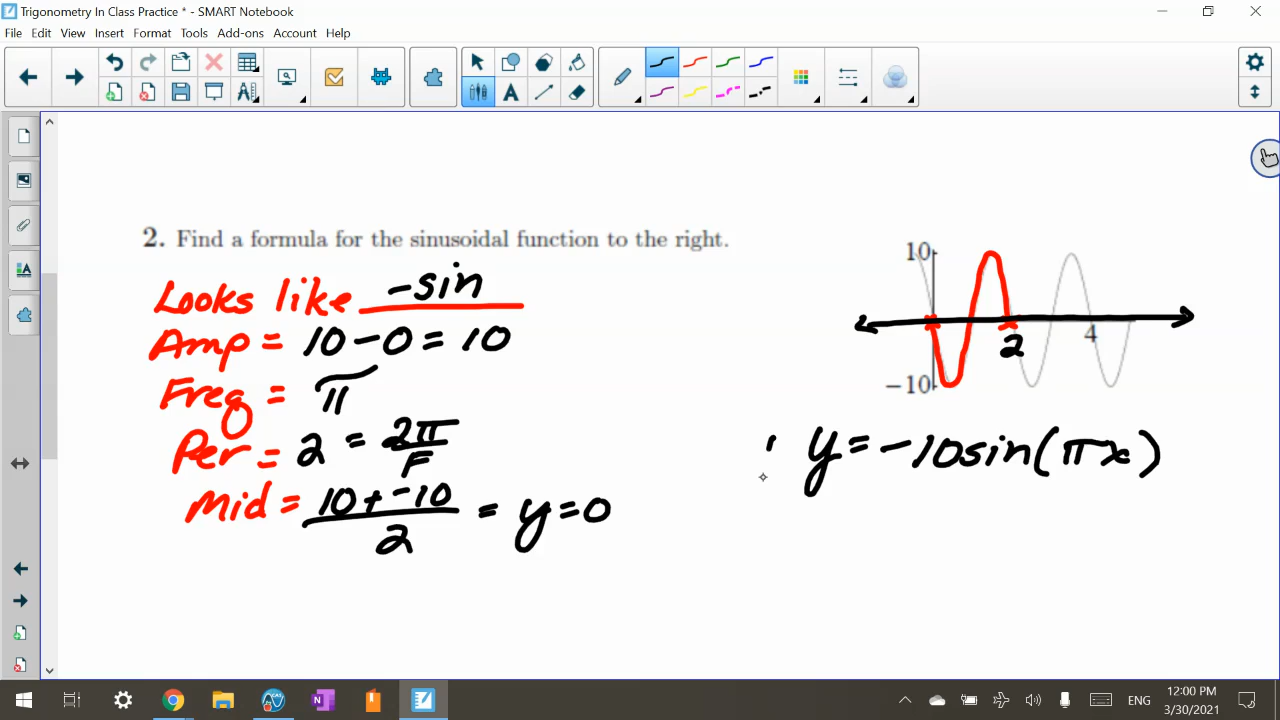 Trigonometry In Class Practice * - SMART Notebook
File Edit View Insert Format Tools Add-ons Account Help
2. Find a formula for the sinusoidal function to the right.
Looks like -sin
Amp = 10 - 0 = 10
Freq = π
Per = 2 = 2π/F
Mid = 10 + -10 / 2 = y = 0
10
2
4
-10
y = -10sin(πx)
ENG
12:00 PM
3/30/2021